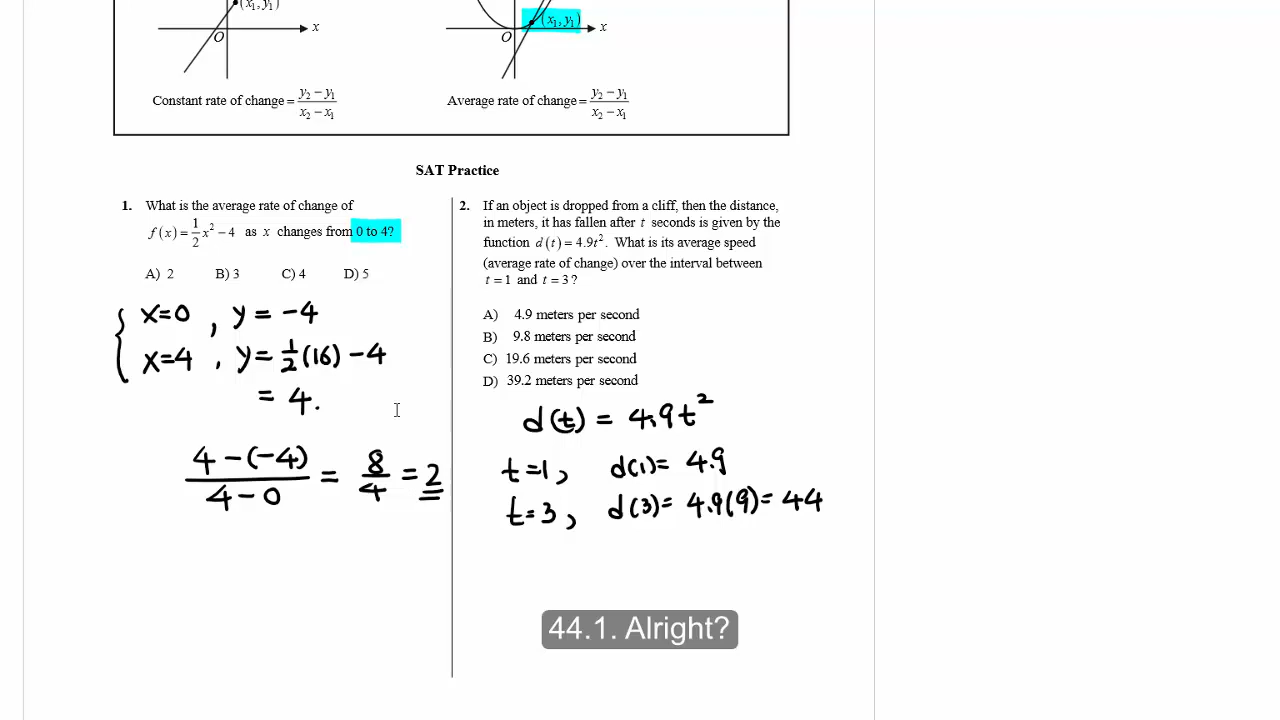 (x₁, y₁)
x
O
Constant rate of change = (y₂ − y₁)/(x₂ − x₁)
(x₁, y₁)
x
O
Average rate of change = (y₂ − y₁)/(x₂ − x₁)
SAT Practice
1. What is the average rate of change of
f(x) = 1/2 x² − 4 as x changes from 0 to 4?
A) 2 B) 3 C) 4 D) 5
x=0 , y = −4
x=4 , y = 1/2 (16) − 4
= 4.
(4 − (−4))/(4 − 0) = 8/4 = 2
2. If an object is dropped from a cliff, then the distance,
in meters, it has fallen after t seconds is given by the
function d(t) = 4.9t². What is its average speed
(average rate of change) over the interval between
t = 1 and t = 3?
A) 4.9 meters per second
B) 9.8 meters per second
C) 19.6 meters per second
D) 39.2 meters per second
d(t) = 4.9t²
t=1, d(1) = 4.9
t=3, d(3) = 4.9(9) = 44
44.1. Alright?